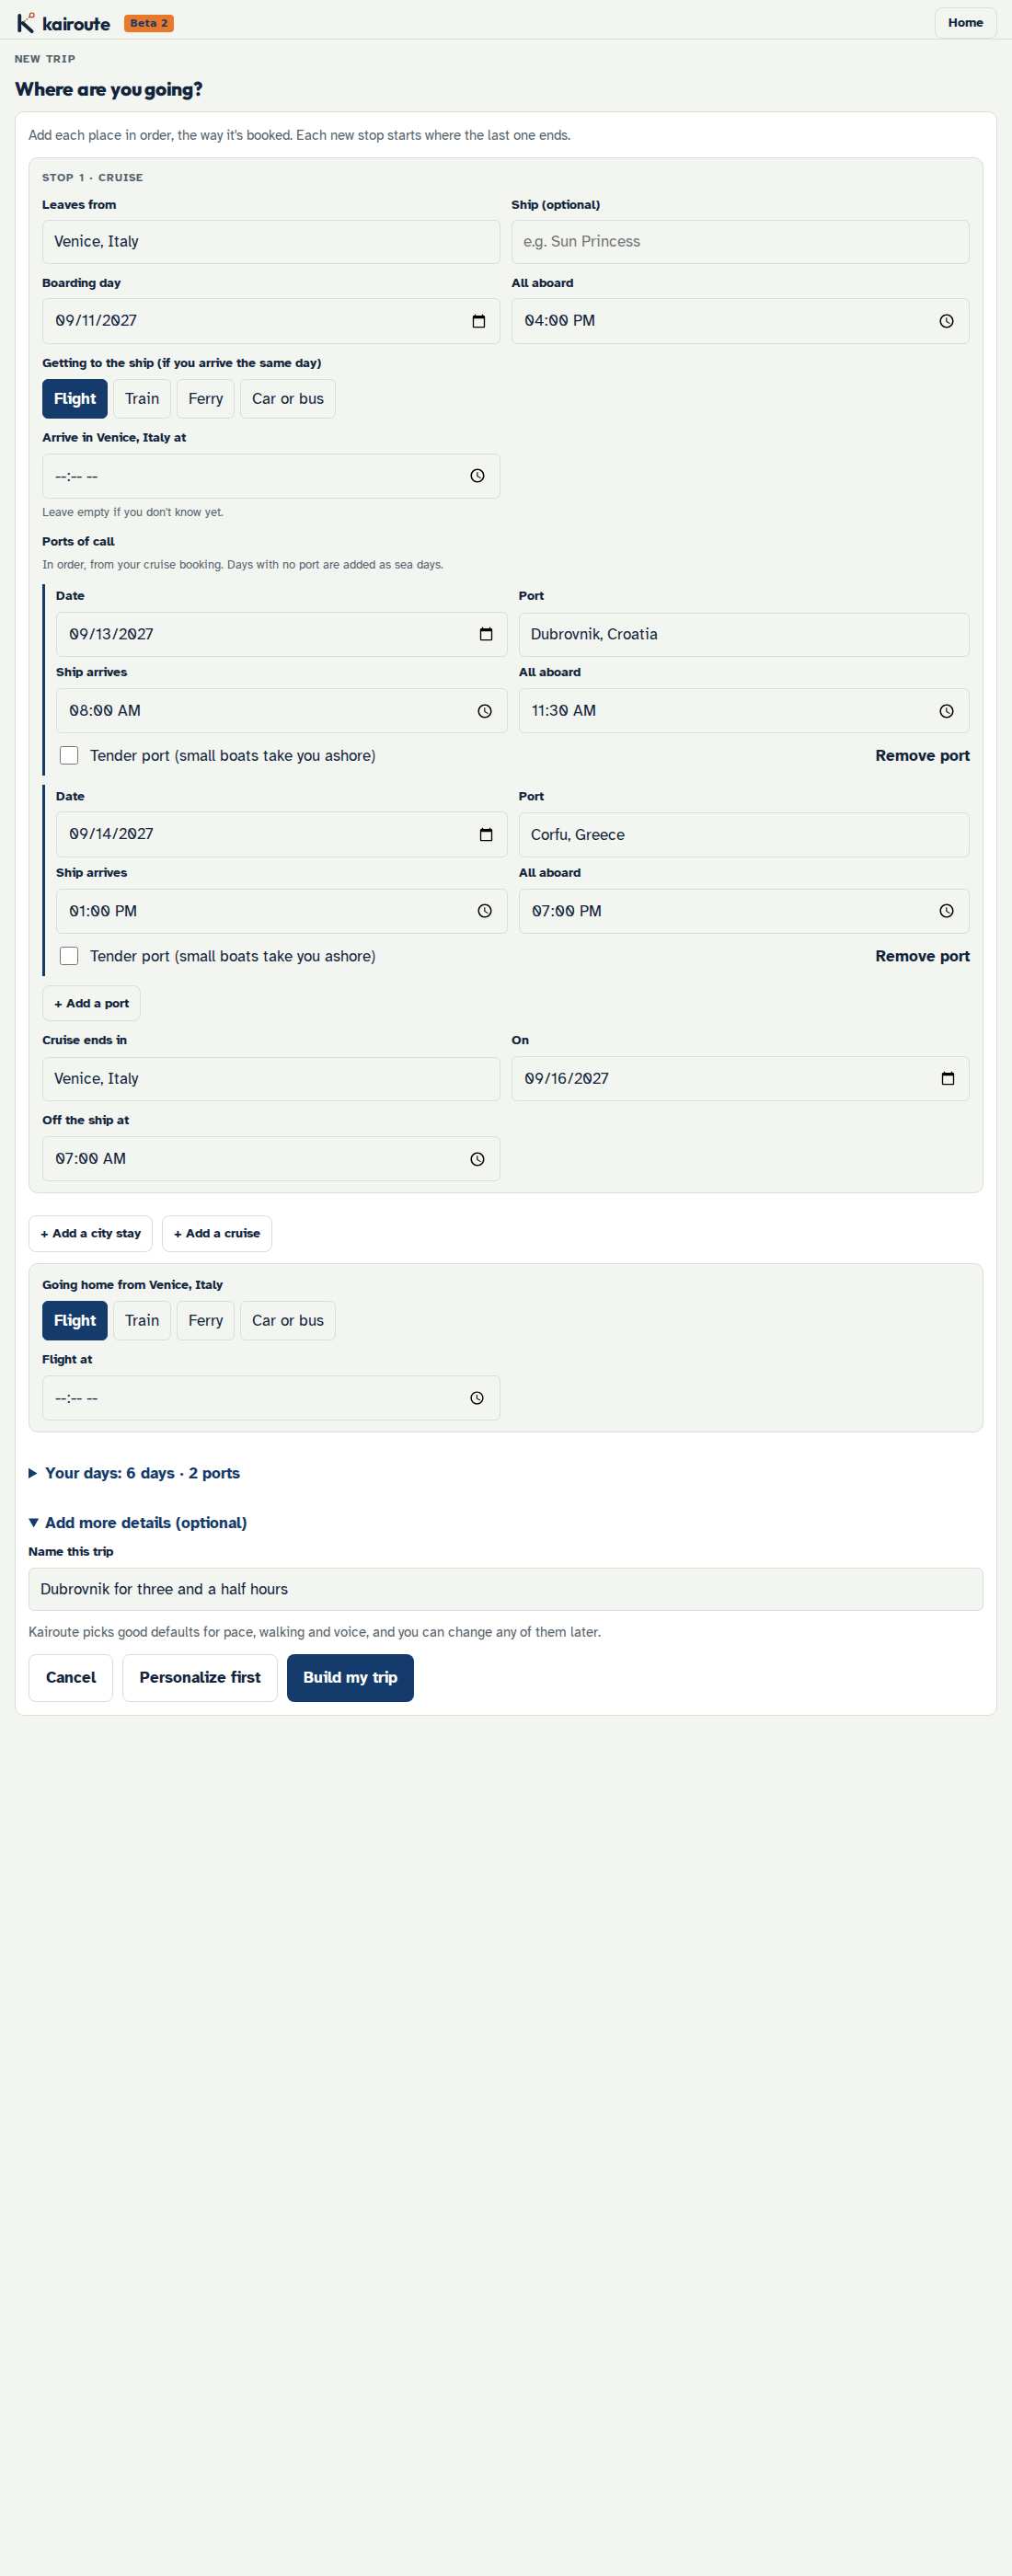 kairoute Beta 2 Home
NEW TRIP
Where are you going?
Add each place in order, the way it's booked. Each new stop starts where the last one ends.
STOP 1 · CRUISE
Leaves from Ship (optional)
Venice, Italy e.g. Sun Princess
Boarding day All aboard
09/11/2027 04:00 PM
Getting to the ship (if you arrive the same day)
Flight Train Ferry Car or bus
Arrive in Venice, Italy at
--:-- --
Leave empty if you don't know yet.
Ports of call
In order, from your cruise booking. Days with no port are added as sea days.
Date Port
09/13/2027 Dubrovnik, Croatia
Ship arrives All aboard
08:00 AM 11:30 AM
Tender port (small boats take you ashore) Remove port
Date Port
09/14/2027 Corfu, Greece
Ship arrives All aboard
01:00 PM 07:00 PM
Tender port (small boats take you ashore) Remove port
+ Add a port
Cruise ends in On
Venice, Italy 09/16/2027
Off the ship at
07:00 AM
+ Add a city stay + Add a cruise
Going home from Venice, Italy
Flight Train Ferry Car or bus
Flight at
--:-- --
Your days: 6 days · 2 ports
Add more details (optional)
Name this trip
Dubrovnik for three and a half hours
Kairoute picks good defaults for pace, walking and voice, and you can change any of them later.
Cancel Personalize first Build my trip